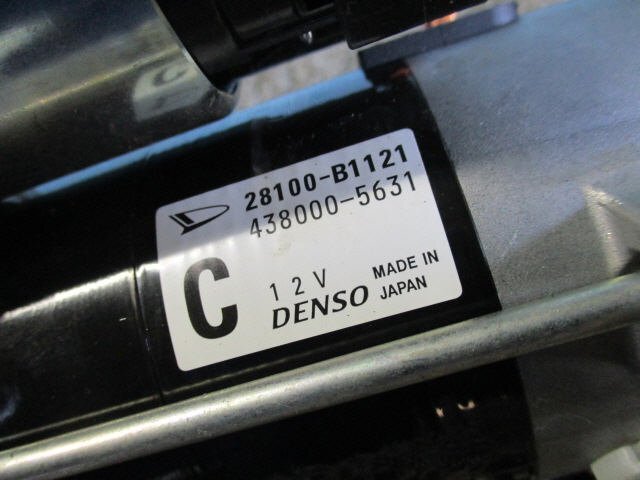 28100-B1121
438000-5631
C
12V
DENSO
MADE IN
JAPAN